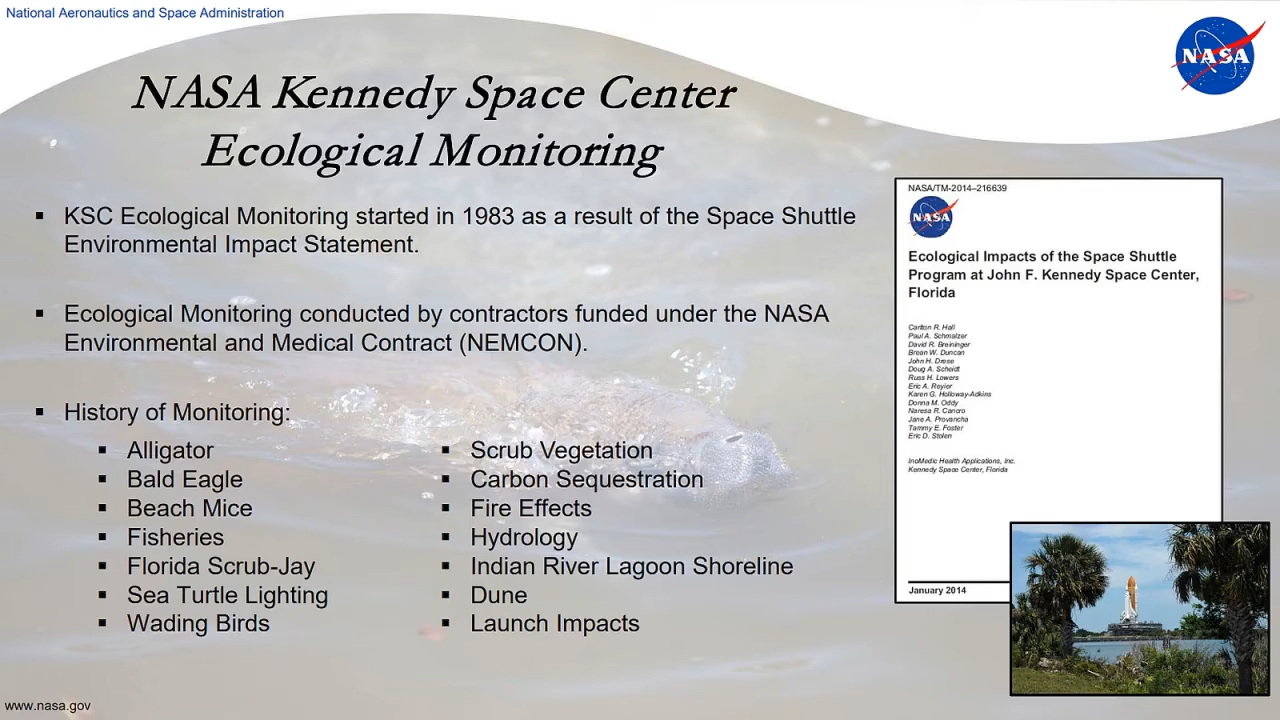 National Aeronautics and Space Administration
NASA
NASA Kennedy Space Center
Ecological Monitoring
▪ KSC Ecological Monitoring started in 1983 as a result of the Space Shuttle
Environmental Impact Statement.
▪ Ecological Monitoring conducted by contractors funded under the NASA
Environmental and Medical Contract (NEMCON).
▪ History of Monitoring:
▪ Alligator
▪ Bald Eagle
▪ Beach Mice
▪ Fisheries
▪ Florida Scrub-Jay
▪ Sea Turtle Lighting
▪ Wading Birds
▪ Scrub Vegetation
▪ Carbon Sequestration
▪ Fire Effects
▪ Hydrology
▪ Indian River Lagoon Shoreline
▪ Dune
▪ Launch Impacts
NASA/TM-2014–216639
NASA
Ecological Impacts of the Space Shuttle
Program at John F. Kennedy Space Center,
Florida
Carlton R. Hall
Paul A. Schmalzer
David R. Breininger
Brean W. Duncan
John H. Drese
Doug A. Scheidt
Russ H. Lowers
Eric A. Reyier
Karen G. Holloway-Adkins
Donna M. Oddy
Naresa R. Cancro
Jane A. Provancha
Tammy E. Foster
Eric D. Stolen
InoMedic Health Applications, Inc.
Kennedy Space Center, Florida
January 2014
www.nasa.gov